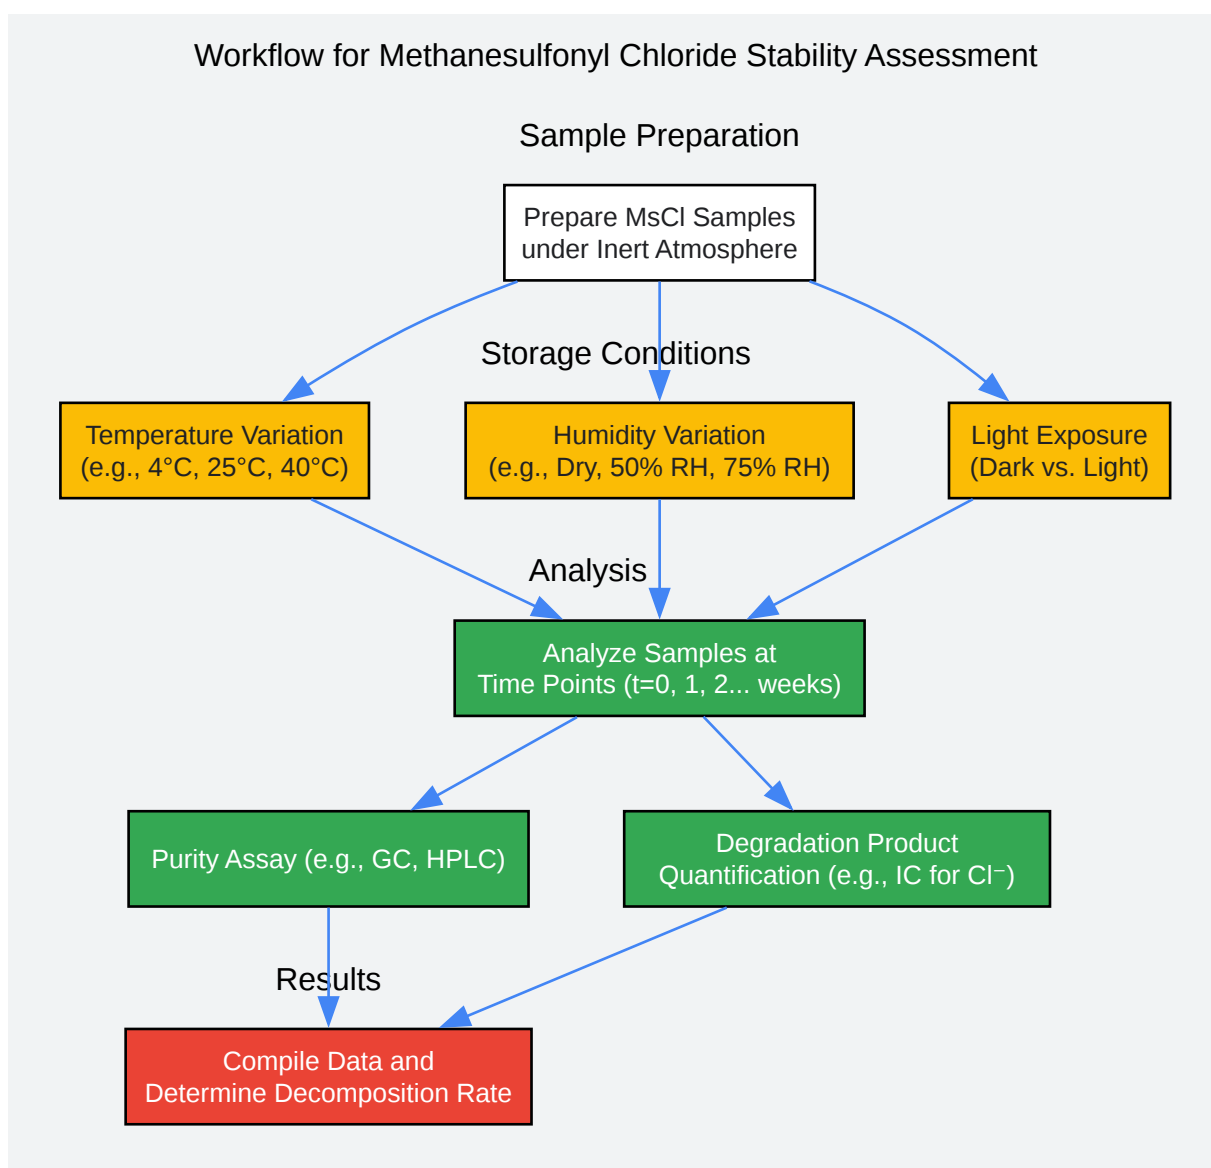 Workflow for Methanesulfonyl Chloride Stability Assessment
Sample Preparation
Prepare MsCl Samples
under Inert Atmosphere
Storage Conditions
Temperature Variation
(e.g., 4°C, 25°C, 40°C)
Humidity Variation
(e.g., Dry, 50% RH, 75% RH)
Light Exposure
(Dark vs. Light)
Analysis
Analyze Samples at
Time Points (t=0, 1, 2... weeks)
Purity Assay (e.g., GC, HPLC)
Degradation Product
Quantification (e.g., IC for Cl⁻)
Results
Compile Data and
Determine Decomposition Rate